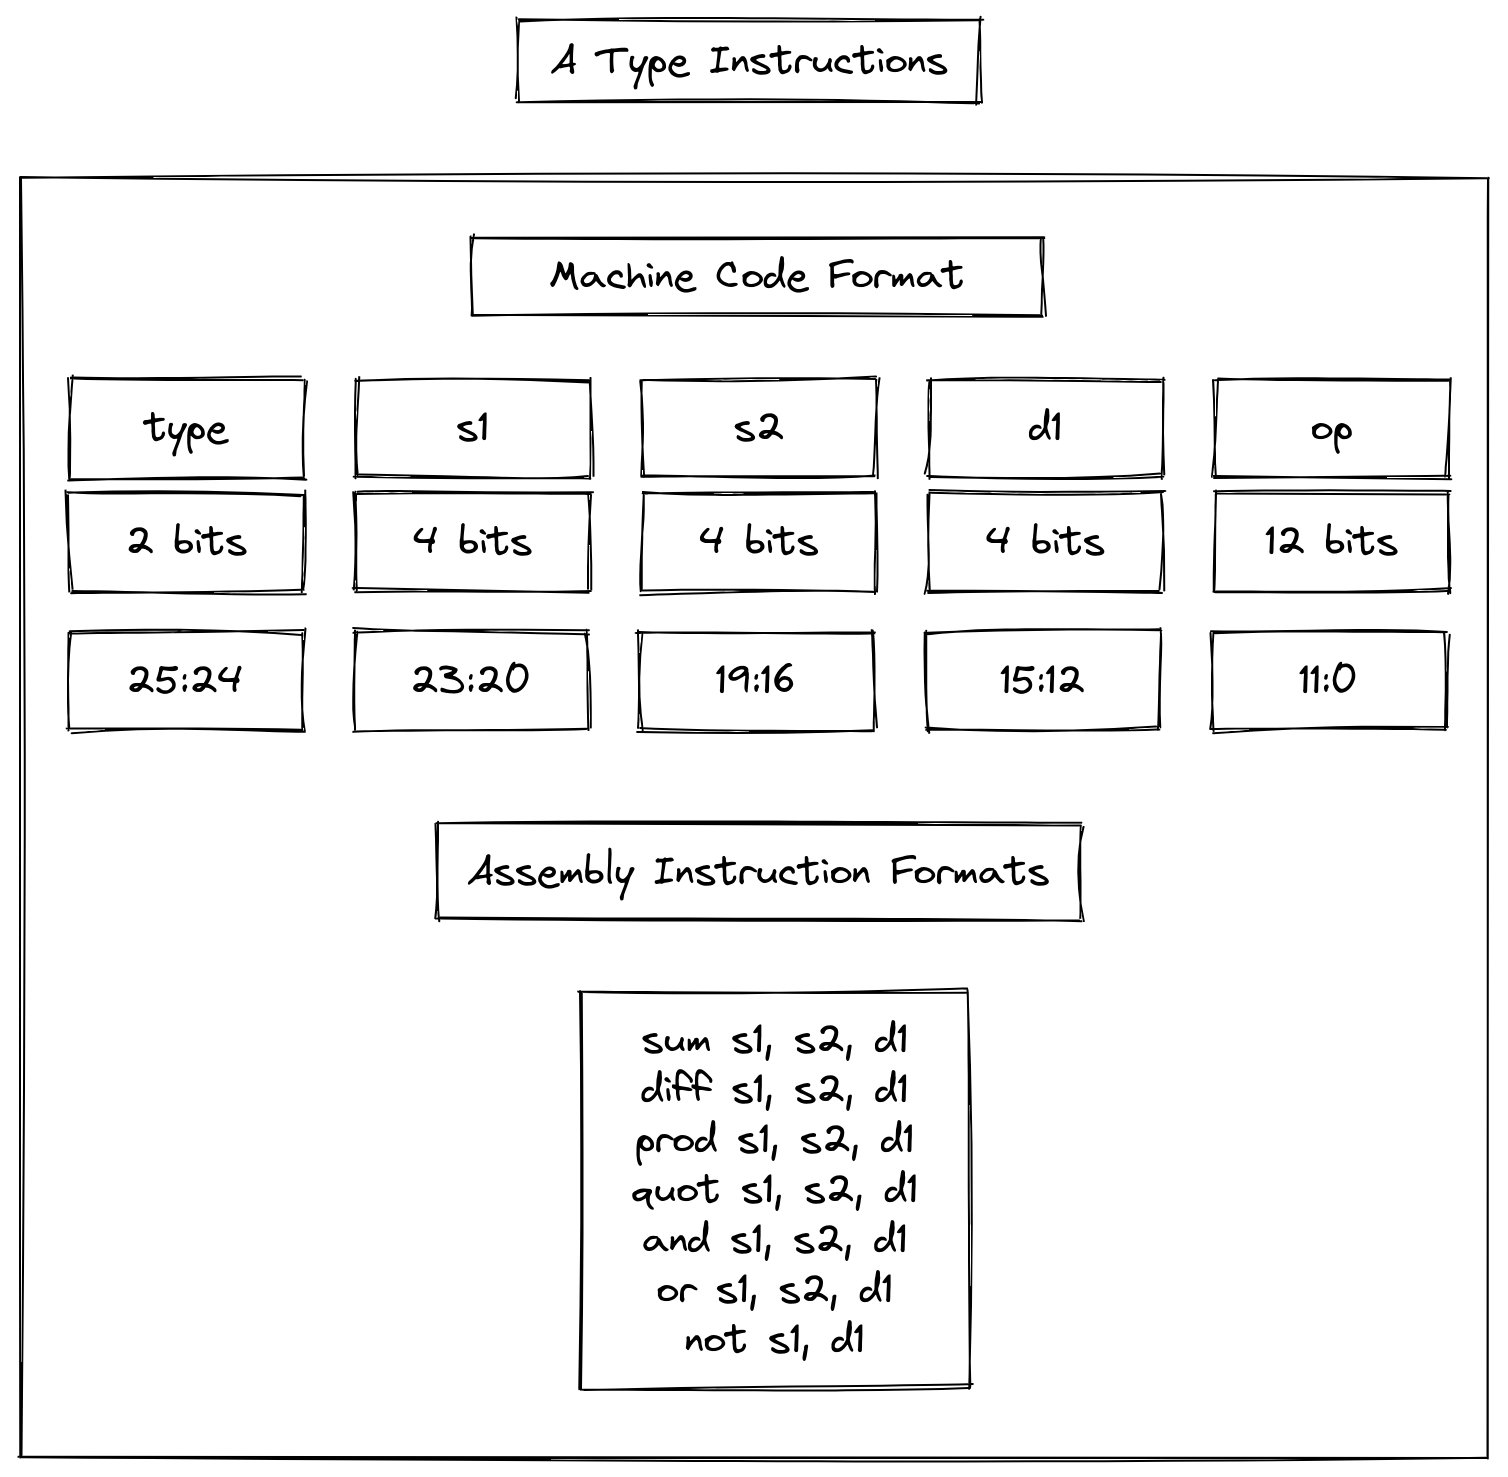 A Type Instructions
Machine Code Format
type s1 s2 d1 op
2 bits 4 bits 4 bits 4 bits 12 bits
25:24 23:20 19:16 15:12 11:0
Assembly Instruction Formats
sum s1, s2, d1
diff s1, s2, d1
prod s1, s2, d1
quot s1, s2, d1
and s1, s2, d1
or s1, s2, d1
not s1, d1